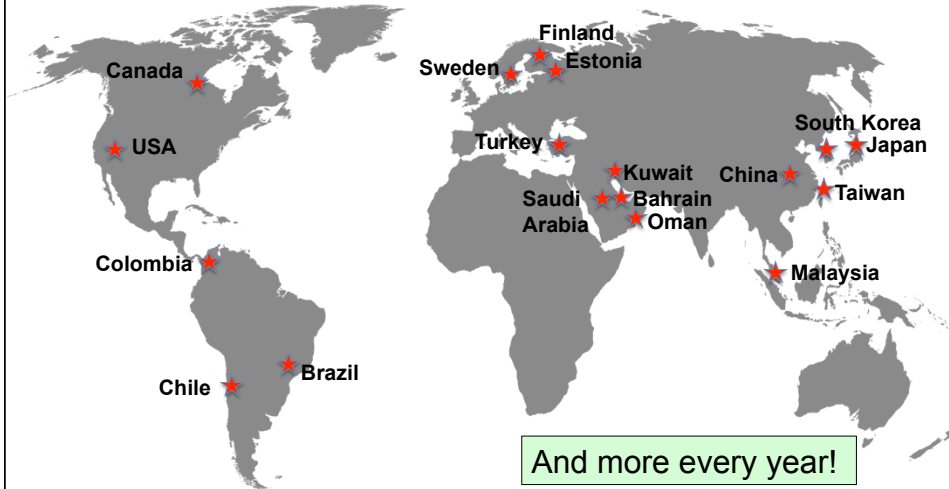 Finland
Canada
Sweden
Estonia
USA
Turkey
South Korea
Japan
Kuwait
China
Saudi
Arabia
Bahrain
Taiwan
Oman
Colombia
Malaysia
Brazil
Chile
And more every year!